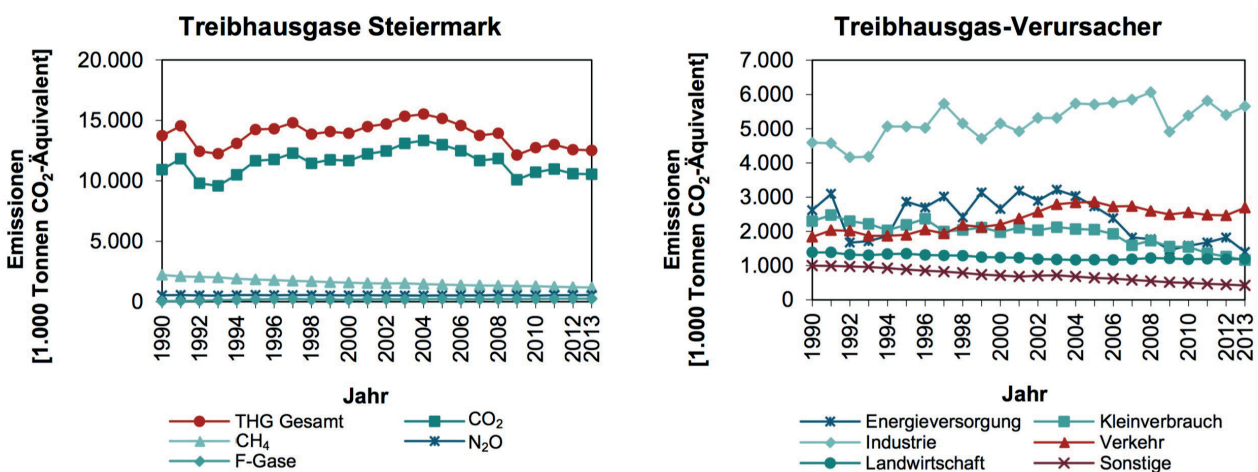 Treibhausgase Steiermark
Emissionen
[1.000 Tonnen CO₂-Äquivalent]
20.000
15.000
10.000
5.000
0
1990
1992
1994
1996
1998
2000
2002
2004
2006
2008
2010
2012
2013
Jahr
THG Gesamt
CO₂
CH₄
N₂O
F-Gase
Treibhausgas-Verursacher
Emissionen
[1.000 Tonnen CO₂-Äquivalent]
7.000
6.000
5.000
4.000
3.000
2.000
1.000
0
1990
1992
1994
1996
1998
2000
2002
2004
2006
2008
2010
2012
2013
Jahr
Energieversorgung
Kleinverbrauch
Industrie
Verkehr
Landwirtschaft
Sonstige